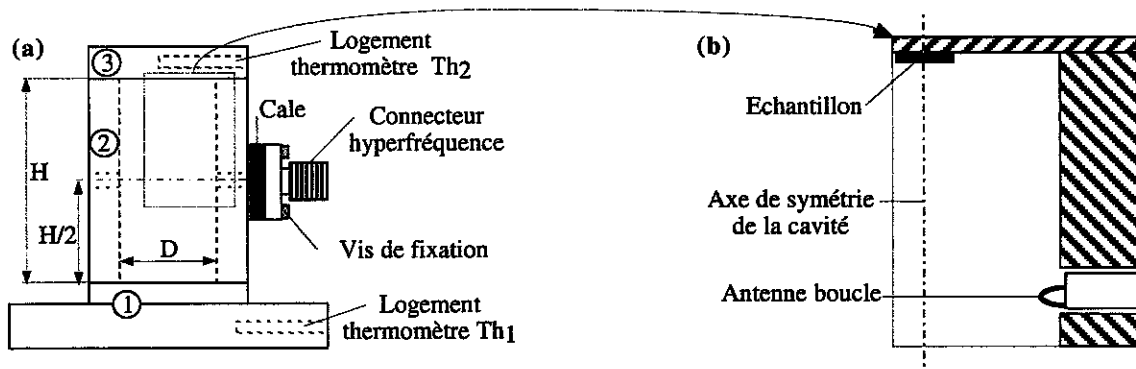 (a)
3
Logement
thermomètre Th2
Cale
Connecteur
hyperfréquence
2
H
H/2
D
Vis de fixation
1
Logement
thermomètre Th1
(b)
Echantillon
Axe de symétrie
de la cavité
Antenne boucle